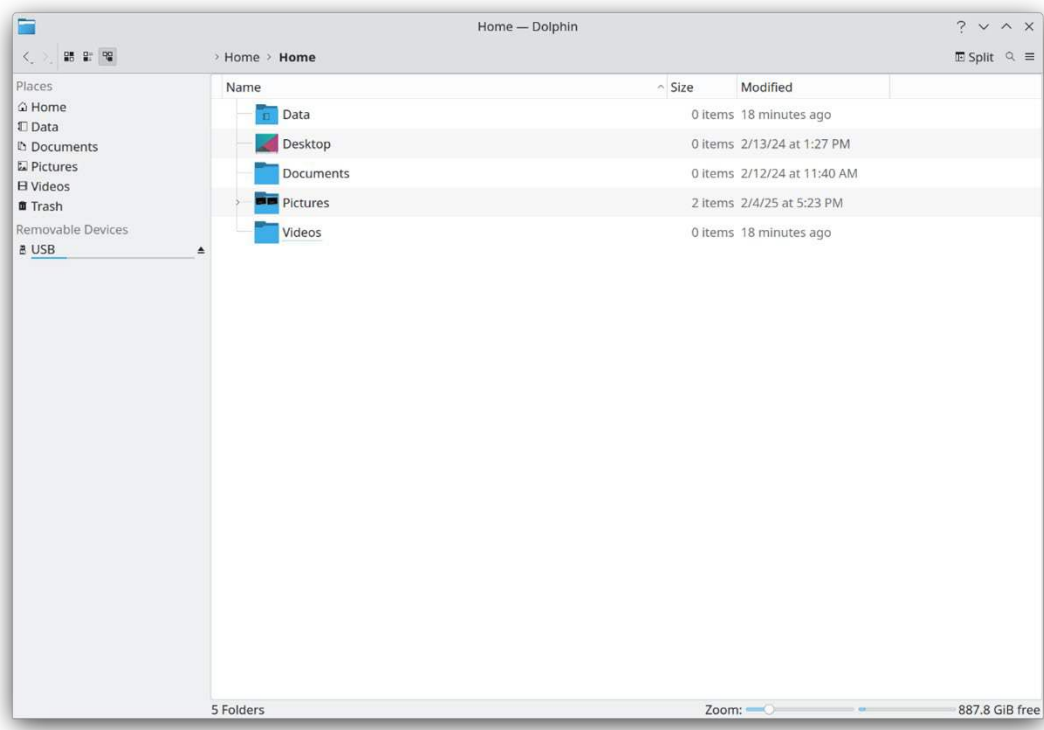 Home — Dolphin
Home > Home
Split
Places
Home
Data
Documents
Pictures
Videos
Trash
Removable Devices
USB
Name Size Modified
Data 0 items 18 minutes ago
Desktop 0 items 2/13/24 at 1:27 PM
Documents 0 items 2/12/24 at 11:40 AM
Pictures 2 items 2/4/25 at 5:23 PM
Videos 0 items 18 minutes ago
5 Folders Zoom: 887.8 GiB free